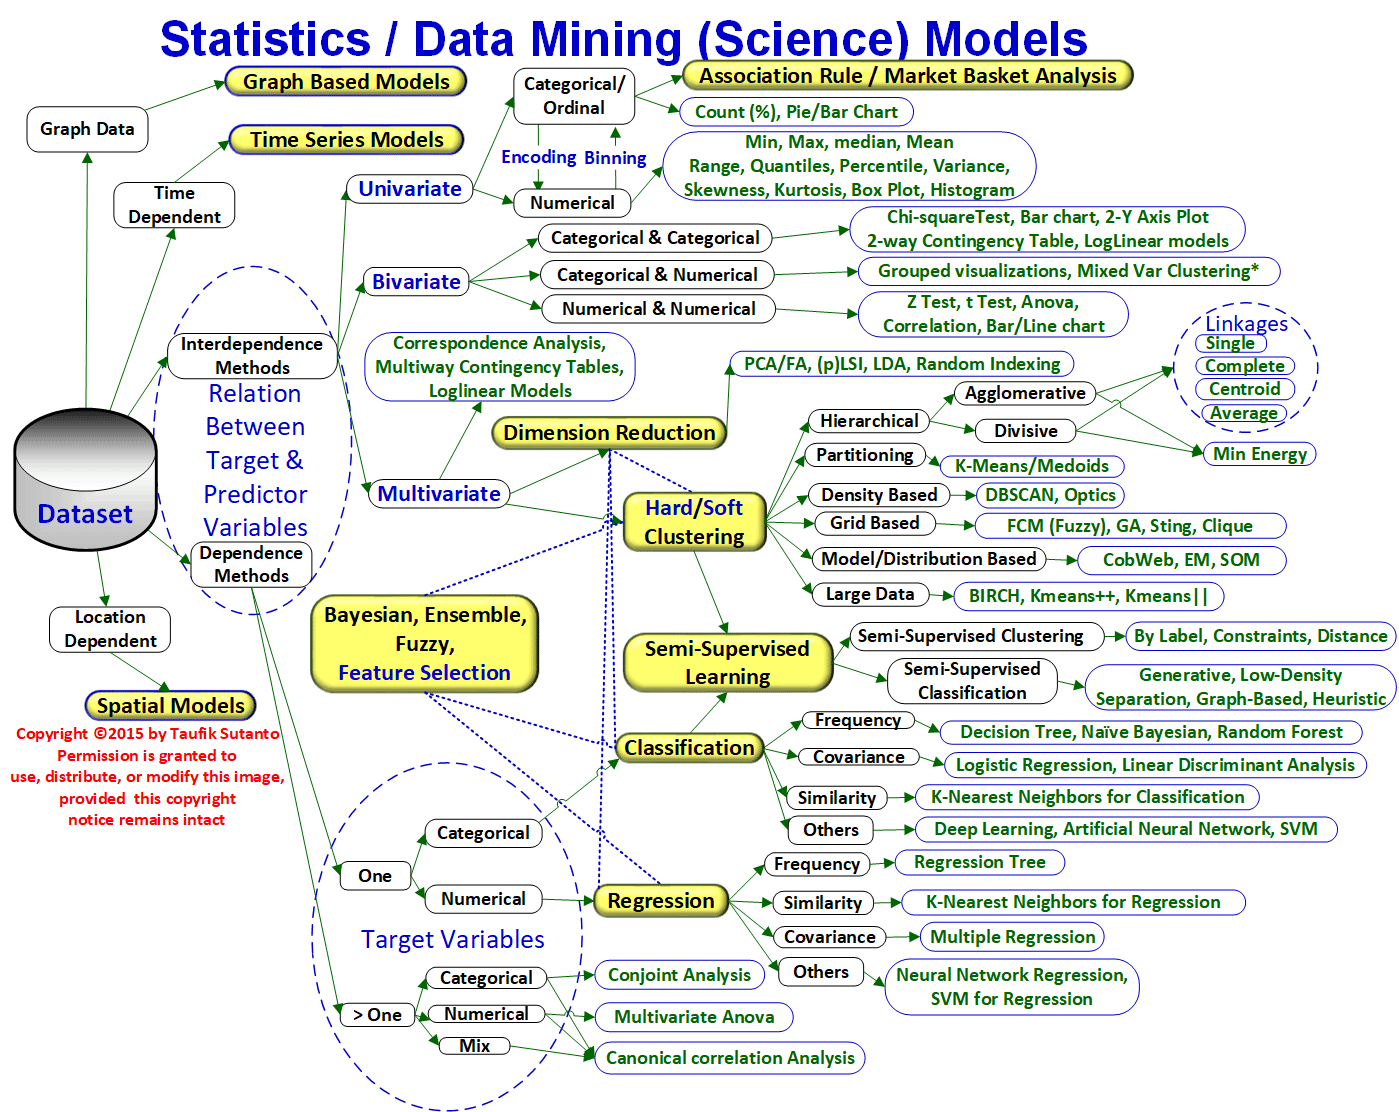 Statistics / Data Mining (Science) Models
Graph Based Models
Graph Data
Time Series Models
Time
Dependent
Categorical/
Ordinal
Association Rule / Market Basket Analysis
Count (%), Pie/Bar Chart
Encoding
Binning
Univariate
Numerical
Min, Max, median, Mean
Range, Quantiles, Percentile, Variance,
Skewness, Kurtosis, Box Plot, Histogram
Bivariate
Categorical & Categorical
Chi-squareTest, Bar chart, 2-Y Axis Plot
2-way Contingency Table, LogLinear models
Categorical & Numerical
Grouped visualizations, Mixed Var Clustering*
Numerical & Numerical
Z Test, t Test, Anova,
Correlation, Bar/Line chart
Interdependence
Methods
Relation
Between
Target &
Predictor
Variables
Dependence
Methods
Dataset
Correspondence Analysis,
Multiway Contingency Tables,
Loglinear Models
Multivariate
Dimension Reduction
PCA/FA, (p)LSI, LDA, Random Indexing
Hard/Soft
Clustering
Hierarchical
Agglomerative
Divisive
Linkages
Single
Complete
Centroid
Average
Min Energy
Partitioning
K-Means/Medoids
Density Based
DBSCAN, Optics
Grid Based
FCM (Fuzzy), GA, Sting, Clique
Model/Distribution Based
CobWeb, EM, SOM
Large Data
BIRCH, Kmeans++, Kmeans||
Location
Dependent
Spatial Models
Copyright ©2015 by Taufik Sutanto
Permission is granted to
use, distribute, or modify this image,
provided this copyright
notice remains intact
Bayesian, Ensemble,
Fuzzy,
Feature Selection
Semi-Supervised
Learning
Semi-Supervised Clustering
By Label, Constraints, Distance
Semi-Supervised
Classification
Generative, Low-Density
Separation, Graph-Based, Heuristic
Classification
Frequency
Decision Tree, Naïve Bayesian, Random Forest
Covariance
Logistic Regression, Linear Discriminant Analysis
Similarity
K-Nearest Neighbors for Classification
Others
Deep Learning, Artificial Neural Network, SVM
One
Categorical
Numerical
Target Variables
Regression
Frequency
Regression Tree
Similarity
K-Nearest Neighbors for Regression
Covariance
Multiple Regression
Others
Neural Network Regression,
SVM for Regression
> One
Categorical
Conjoint Analysis
Numerical
Multivariate Anova
Mix
Canonical correlation Analysis